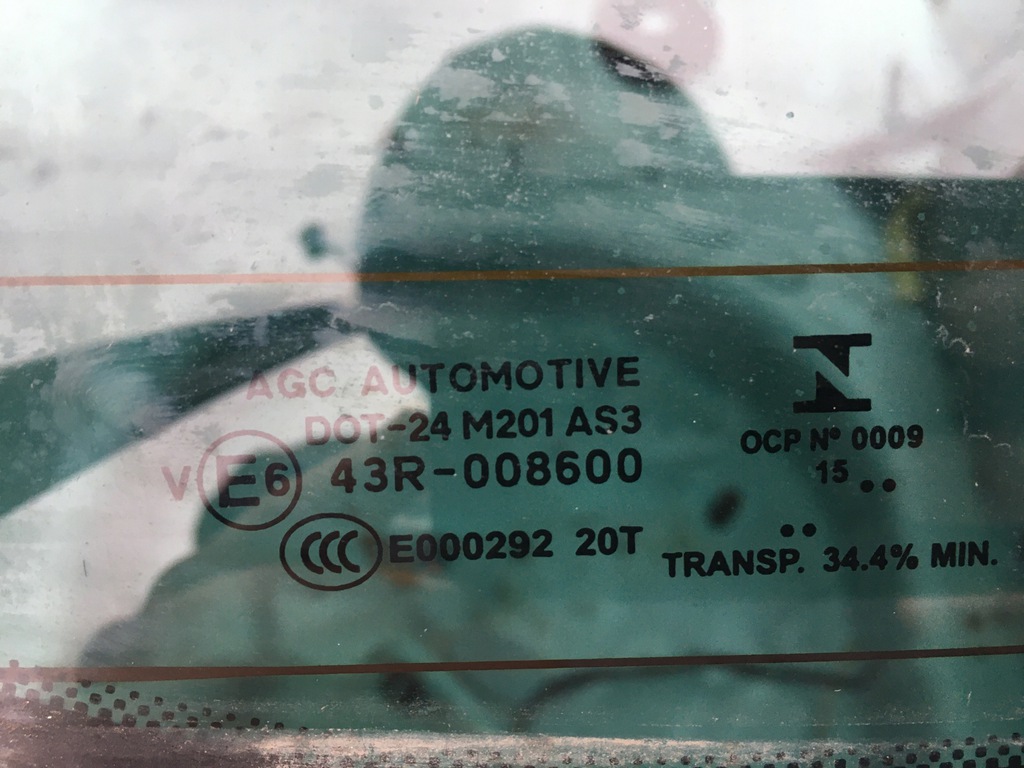 AGC AUTOMOTIVE
DOT-24 M201 AS3
V E6 43R-008600
CCC E000292 20T
OCP Nº 0009
15 ..
..
TRANSP. 34.4% MIN.